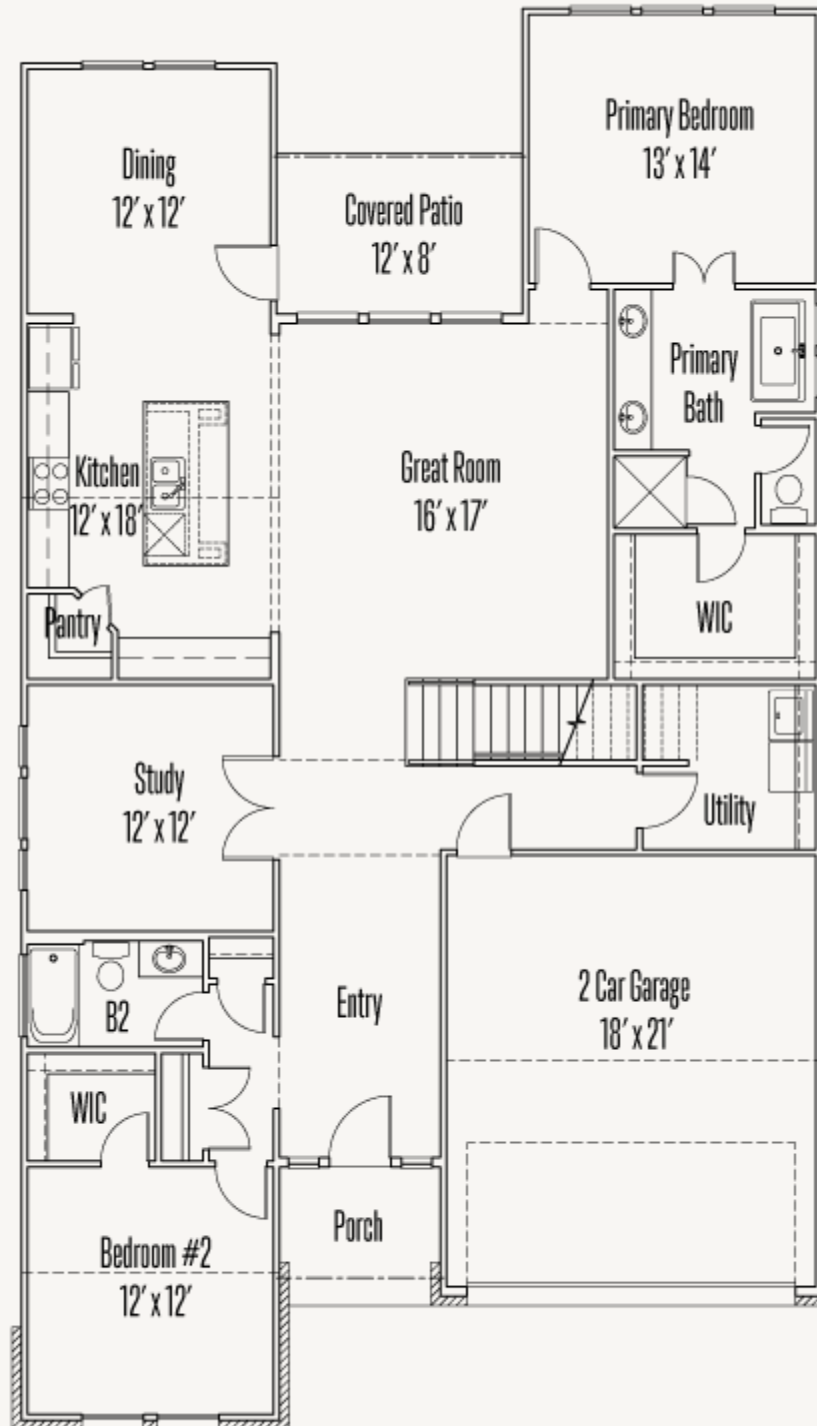 Primary Bedroom
13' x 14'
Dining
12' x 12'
Covered Patio
12' x 8'
Primary
Bath
Kitchen
12' x 18'
Great Room
16' x 17'
Pantry
WIC
Study
12' x 12'
Utility
B2
Entry
2 Car Garage
18' x 21'
WIC
Porch
Bedroom #2
12' x 12'